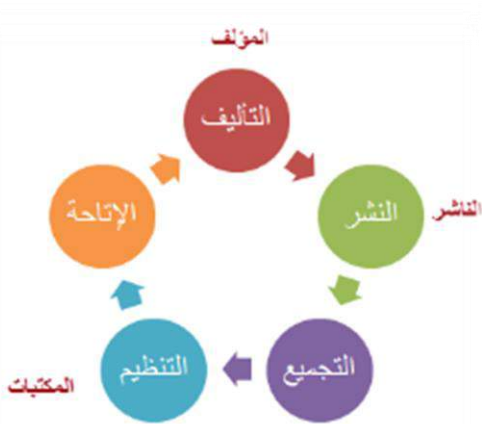 المؤلف
التأليف
النشر
الناشر
التجميع
التنظيم
المكتبات
الإتاحة